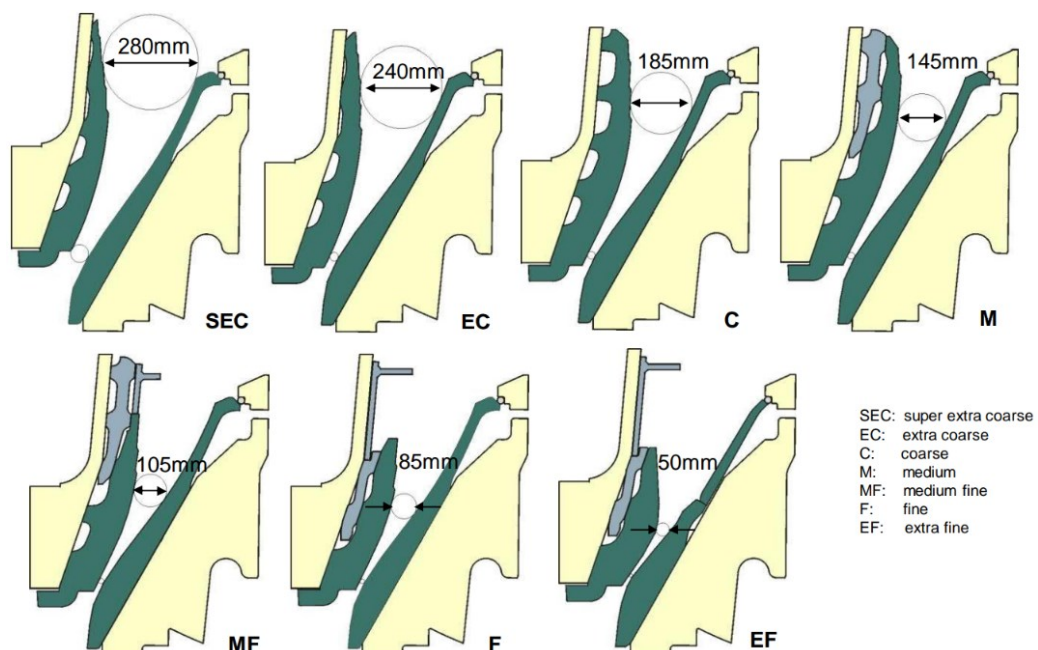 280mm
240mm
185mm
145mm
SEC
EC
C
M
105mm
85mm
50mm
MF
F
EF
SEC: super extra coarse
EC: extra coarse
C: coarse
M: medium
MF: medium fine
F: fine
EF: extra fine